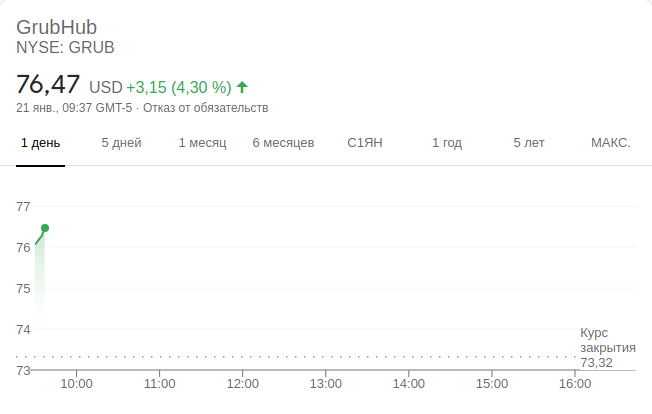 GrubHub
NYSE: GRUB
76,47 USD +3,15 (4,30 %)
21 янв., 09:37 GMT-5 · Отказ от обязательств
1 день 5 дней 1 месяц 6 месяцев С1ЯН 1 год 5 лет МАКС.
77
76
75
74
Курс
закрытия
73,32
73
10:00 11:00 12:00 13:00 14:00 15:00 16:00